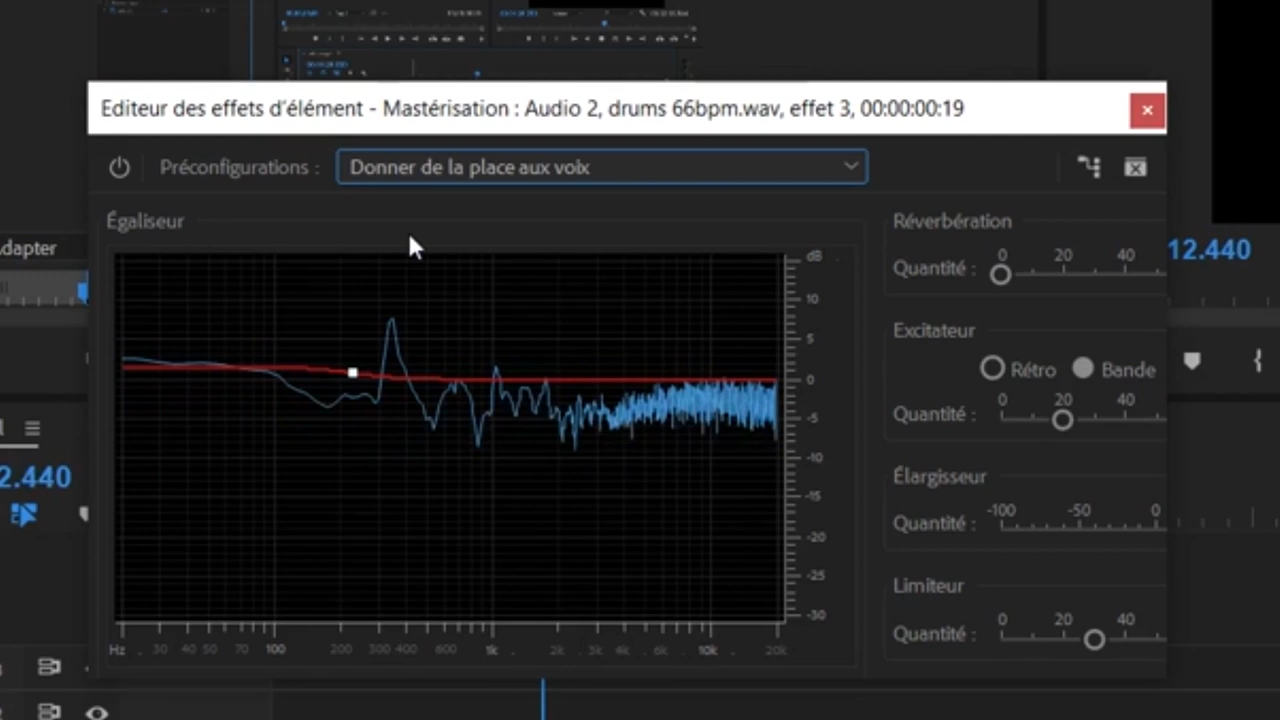 Editeur des effets d'élément - Mastérisation : Audio 2, drums 66bpm.wav, effet 3, 00:00:00:19
Préconfigurations :
Donner de la place aux voix
Égaliseur
Réverbération
dapter
dB
0 20 40
12.440
Quantité :
10
Excitateur
5
Rétro
Bande
0
0 20 40
Quantité :
-5
-10
2.440
Élargisseur
-15
-100 -50 0
Quantité :
-20
-25
Limiteur
-30
0 20 40
Quantité :
Hz 30 40 50 70 100 200 300 400 600 1k 2k 3k 4k 6k 10k 20k